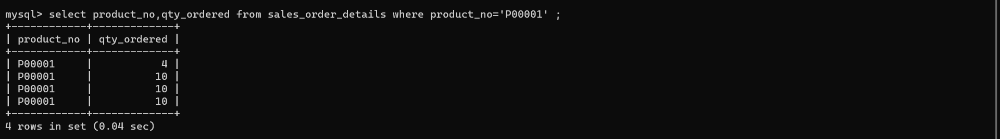 mysql> select product_no,qty_ordered from sales_order_details where product_no='P00001' ;
+------------+-------------+
| product_no | qty_ordered |
+------------+-------------+
| P00001     |           4 |
| P00001     |          10 |
| P00001     |          10 |
| P00001     |          10 |
+------------+-------------+
4 rows in set (0.04 sec)